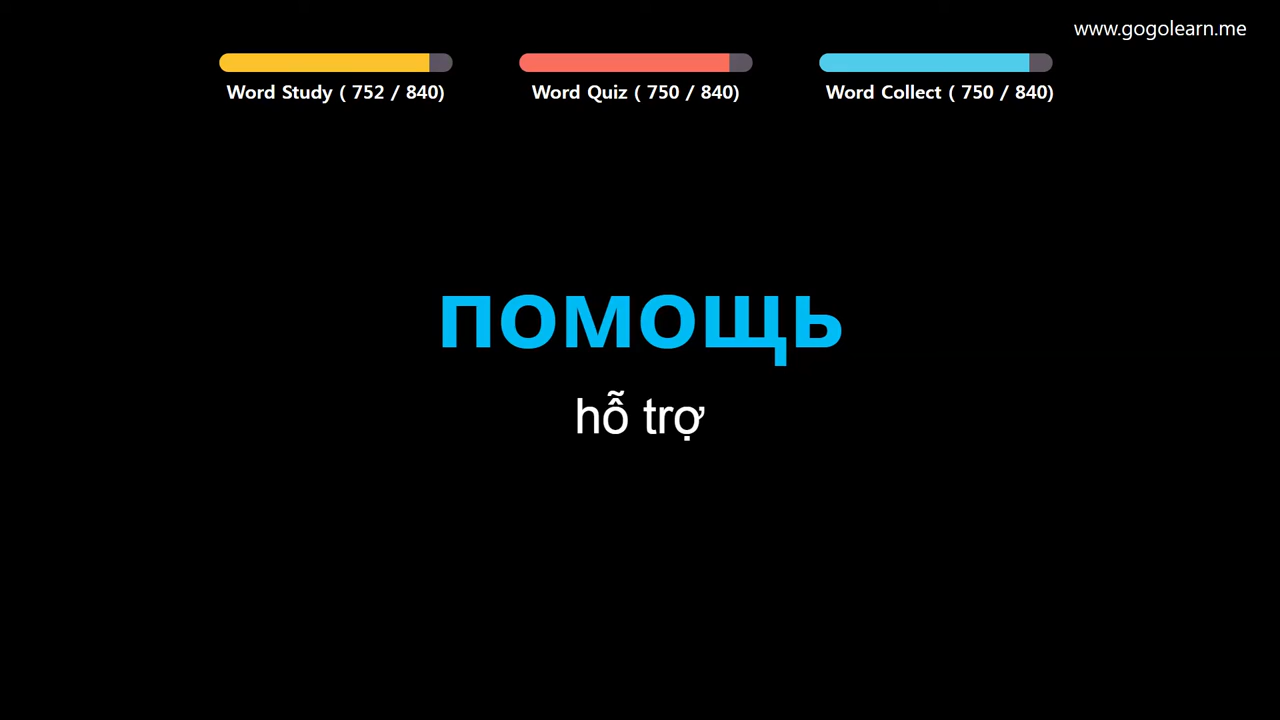 www.gogolearn.me
Word Study ( 752 / 840)
Word Quiz ( 750 / 840)
Word Collect ( 750 / 840)
помощь
hỗ trợ